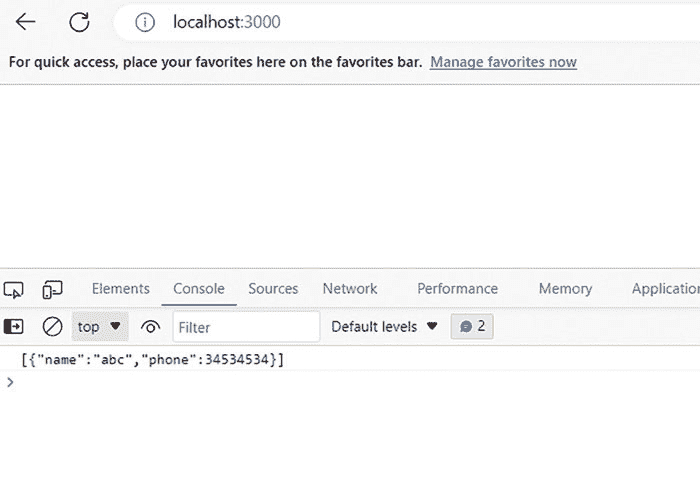 localhost:3000
For quick access, place your favorites here on the favorites bar. Manage favorites now
Elements Console Sources Network Performance Memory Application
top Filter Default levels 2
[{"name":"abc","phone":34534534}]